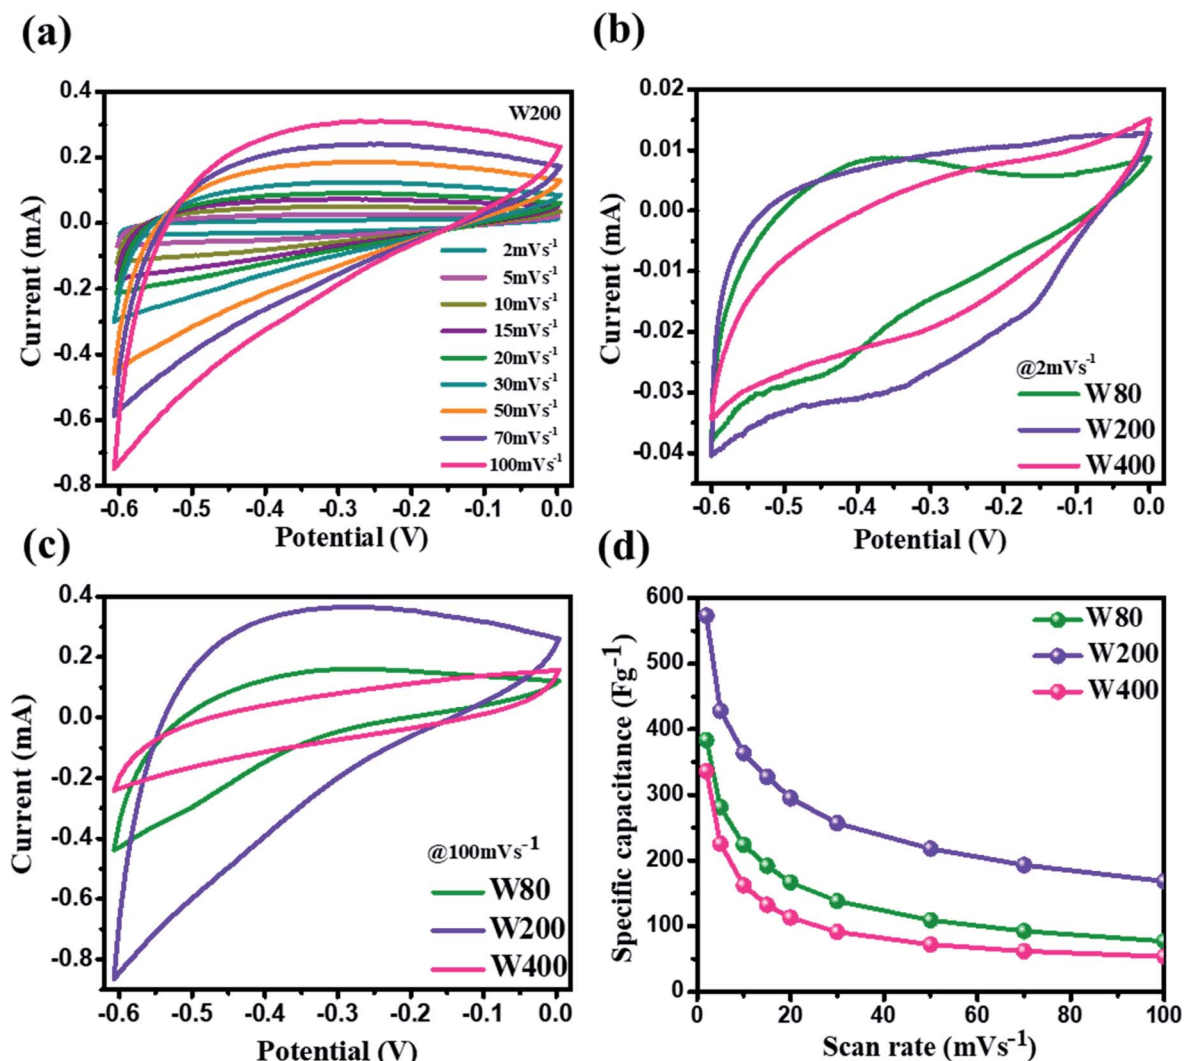 (a)
Current (mA)
0.4
0.2
0.0
-0.2
-0.4
-0.6
-0.8
W200
2mVs⁻¹
5mVs⁻¹
10mVs⁻¹
15mVs⁻¹
20mVs⁻¹
30mVs⁻¹
50mVs⁻¹
70mVs⁻¹
100mVs⁻¹
-0.6 -0.5 -0.4 -0.3 -0.2 -0.1 0.0
Potential (V)
(b)
Current (mA)
0.02
0.01
0.00
-0.01
-0.02
-0.03
-0.04
@2mVs⁻¹
W80
W200
W400
-0.6 -0.5 -0.4 -0.3 -0.2 -0.1 0.0
Potential (V)
(c)
Current (mA)
0.4
0.2
0.0
-0.2
-0.4
-0.6
-0.8
@100mVs⁻¹
W80
W200
W400
-0.6 -0.5 -0.4 -0.3 -0.2 -0.1 0.0
Potential (V)
(d)
Specific capacitance (Fg⁻¹)
600
500
400
300
200
100
0
W80
W200
W400
0 20 40 60 80 100
Scan rate (mVs⁻¹)